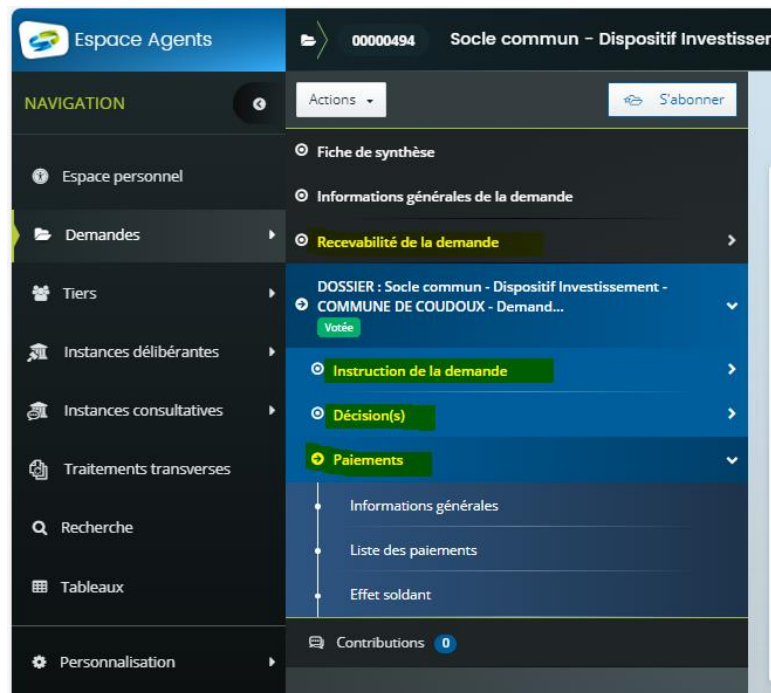 Espace Agents
00000494 Socle commun - Dispositif Investisser
NAVIGATION
Actions
S'abonner
Espace personnel
Demandes
Tiers
Instances délibérantes
Instances consultatives
Traitements transverses
Recherche
Tableaux
Personnalisation
Fiche de synthèse
Informations générales de la demande
Recevabilité de la demande
DOSSIER : Socle commun - Dispositif Investissement -
COMMUNE DE COUDOUX - Demand...
Votée
Instruction de la demande
Décision(s)
Paiements
Informations générales
Liste des paiements
Effet soldant
Contributions 0